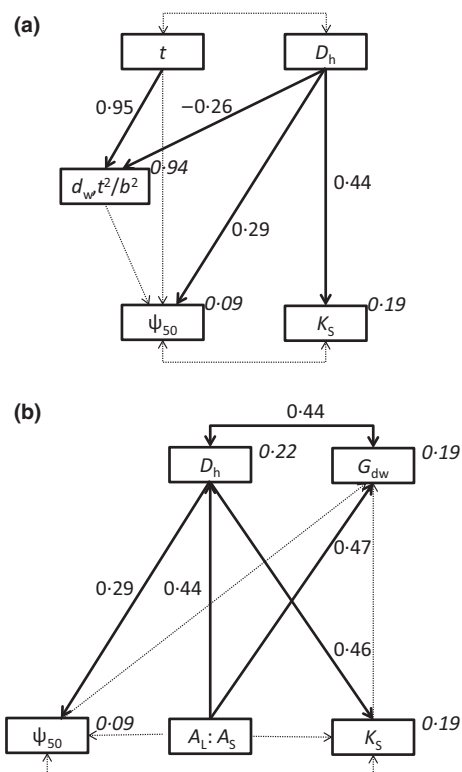 (a)
t D_h
0·95 −0·26
d_w,t²/b² 0·94
0·44
0·29
ψ₅₀ 0·09 K_S 0·19
(b)
0·44
D_h 0·22 G_dw 0·19
0·47
0·29 0·44
0·46
ψ₅₀ 0·09 A_L: A_S K_S 0·19